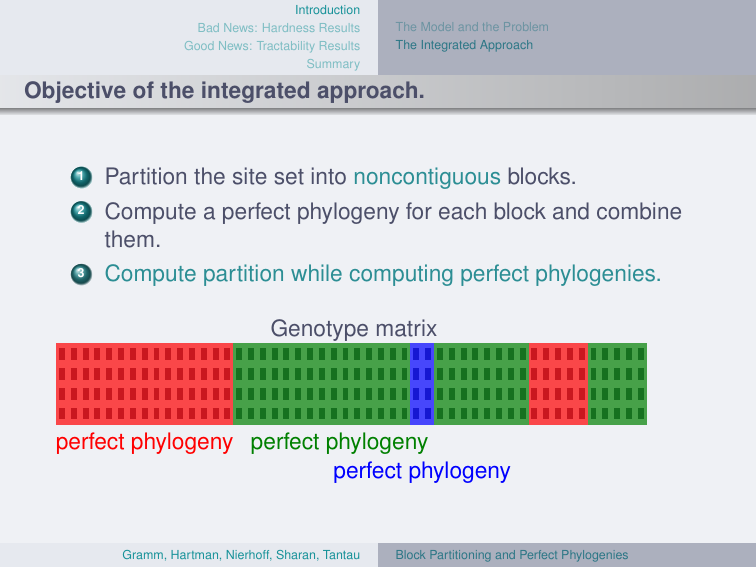 Introduction
Bad News: Hardness Results
Good News: Tractability Results
Summary
The Model and the Problem
The Integrated Approach
Objective of the integrated approach.
1 Partition the site set into noncontiguous blocks.
2 Compute a perfect phylogeny for each block and combine
them.
3 Compute partition while computing perfect phylogenies.
Genotype matrix
perfect phylogeny perfect phylogeny
perfect phylogeny
Gramm, Hartman, Nierhoff, Sharan, Tantau
Block Partitioning and Perfect Phylogenies